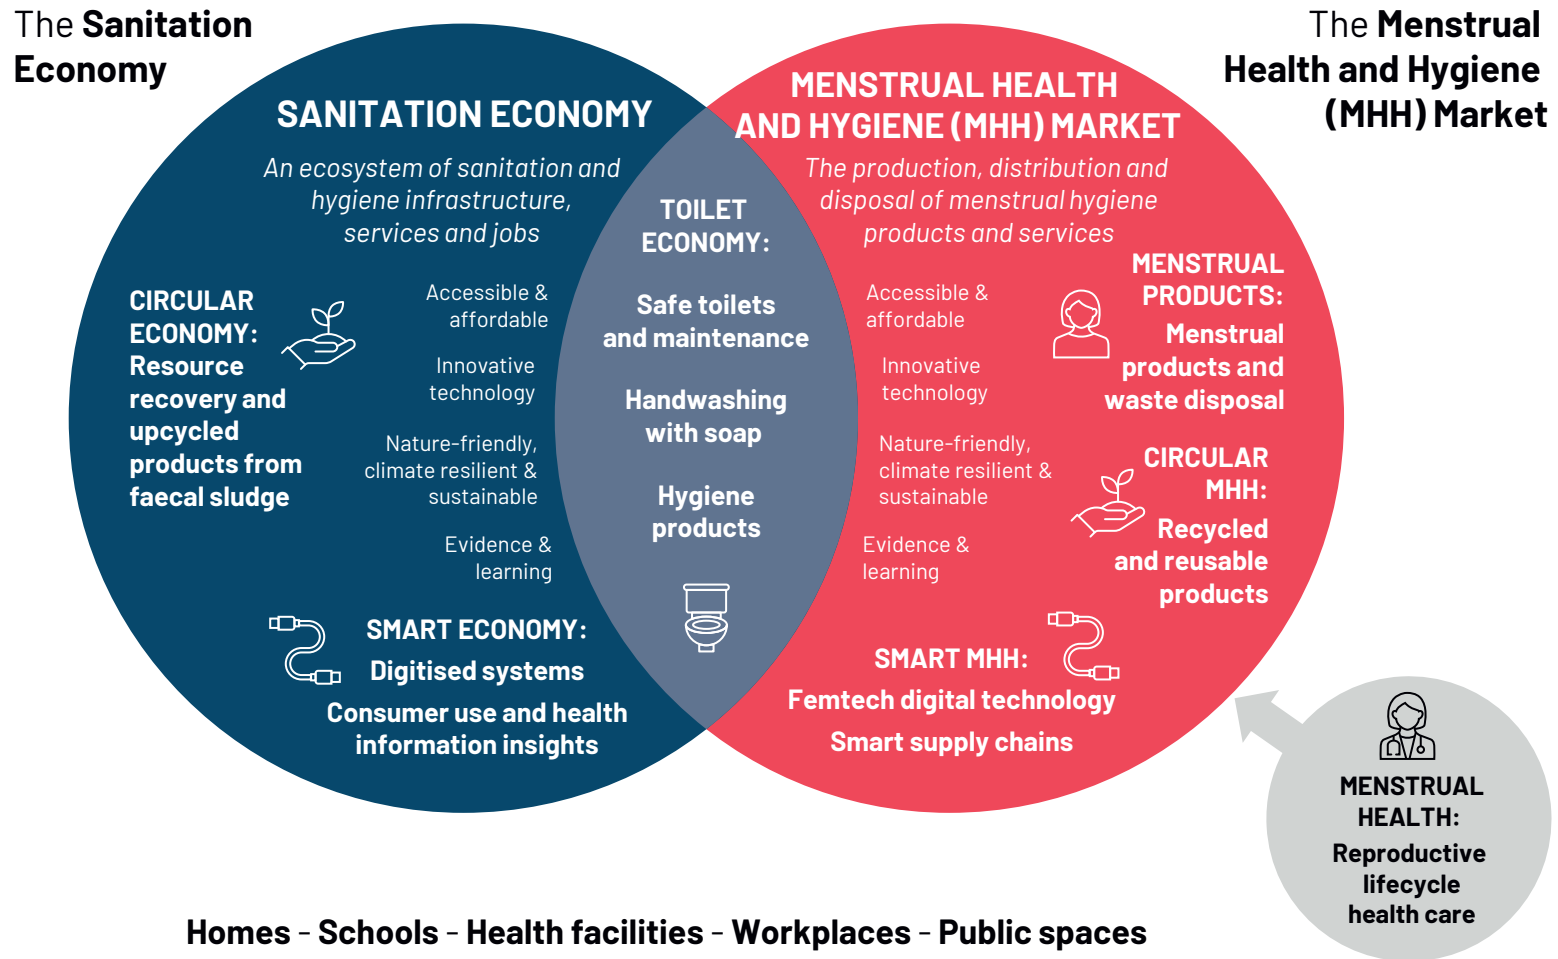 The Sanitation
Economy
The Menstrual
Health and Hygiene
(MHH) Market
SANITATION ECONOMY
An ecosystem of sanitation and
hygiene infrastructure,
services and jobs
CIRCULAR
ECONOMY:
Resource
recovery and
upcycled
products from
faecal sludge
Accessible &
affordable
Innovative
technology
Nature-friendly,
climate resilient &
sustainable
Evidence &
learning
SMART ECONOMY:
Digitised systems
Consumer use and health
information insights
TOILET
ECONOMY:
Safe toilets
and maintenance
Handwashing
with soap
Hygiene
products
MENSTRUAL HEALTH
AND HYGIENE (MHH) MARKET
The production, distribution and
disposal of menstrual hygiene
products and services
Accessible &
affordable
Innovative
technology
Nature-friendly,
climate resilient &
sustainable
Evidence &
learning
MENSTRUAL
PRODUCTS:
Menstrual
products and
waste disposal
CIRCULAR
MHH:
Recycled
and reusable
products
SMART MHH:
Femtech digital technology
Smart supply chains
MENSTRUAL
HEALTH:
Reproductive
lifecycle
health care
Homes - Schools - Health facilities - Workplaces - Public spaces